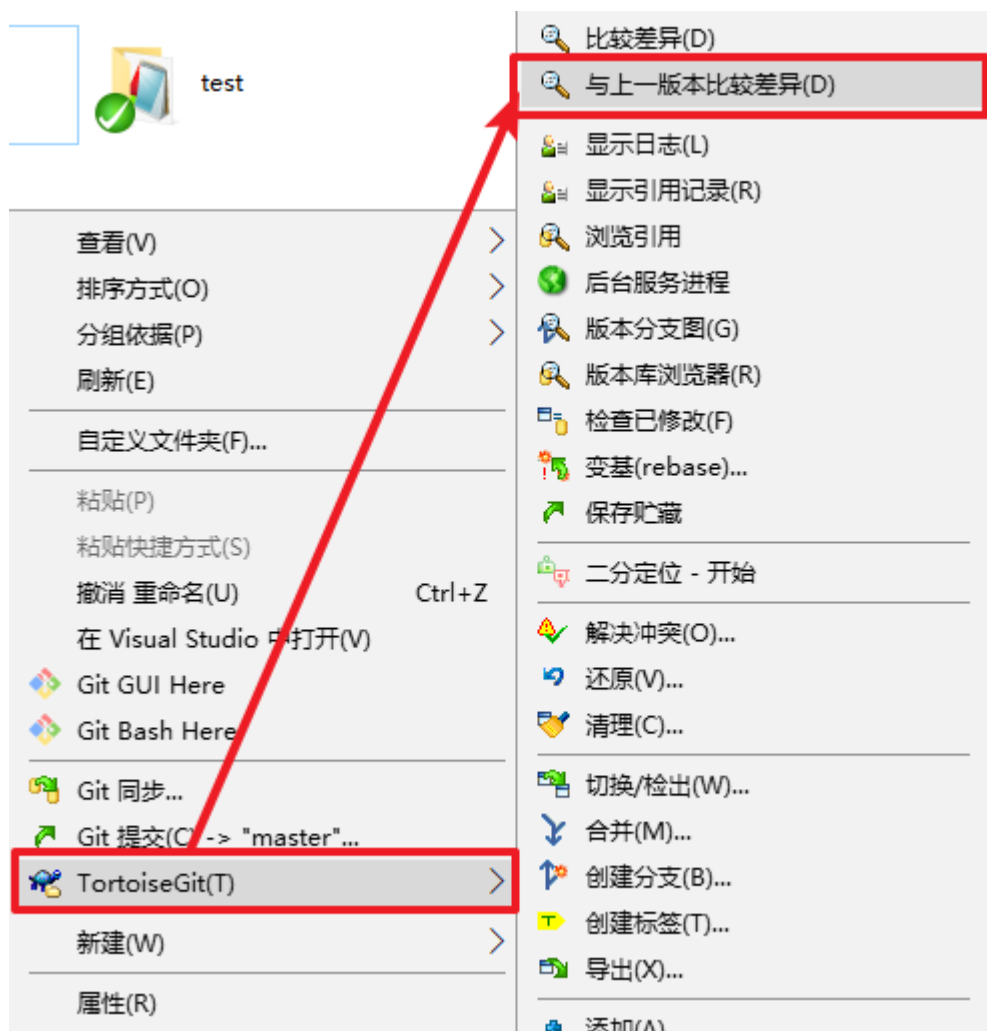 test
查看(V)
排序方式(O)
分组依据(P)
刷新(E)
自定义文件夹(F)...
粘贴(P)
粘贴快捷方式(S)
撤消 重命名(U) Ctrl+Z
在 Visual Studio 中打开(V)
Git GUI Here
Git Bash Here
Git 同步...
Git 提交(C) -> "master"...
TortoiseGit(T)
新建(W)
属性(R)
比较差异(D)
与上一版本比较差异(D)
显示日志(L)
显示引用记录(R)
浏览引用
后台服务进程
版本分支图(G)
版本库浏览器(R)
检查已修改(F)
变基(rebase)...
保存贮藏
二分定位 - 开始
解决冲突(O)...
还原(V)...
清理(C)...
切换/检出(W)...
合并(M)...
创建分支(B)...
创建标签(T)...
导出(X)...
添加(A)